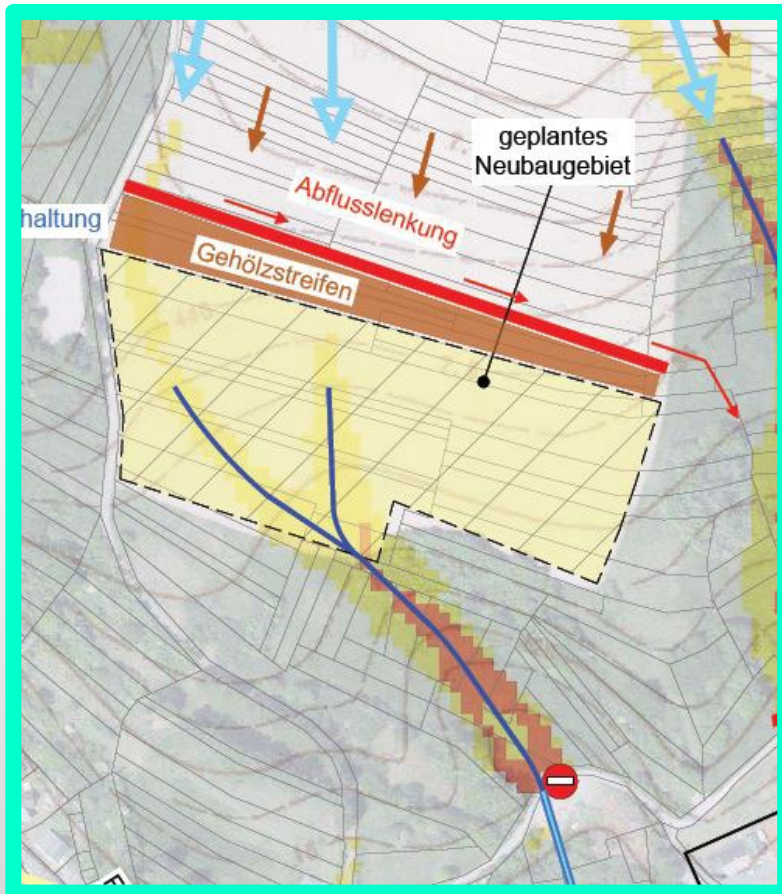 geplantes
Neubaugebiet
Abflusslenkung
haltung
Gehölzstreifen